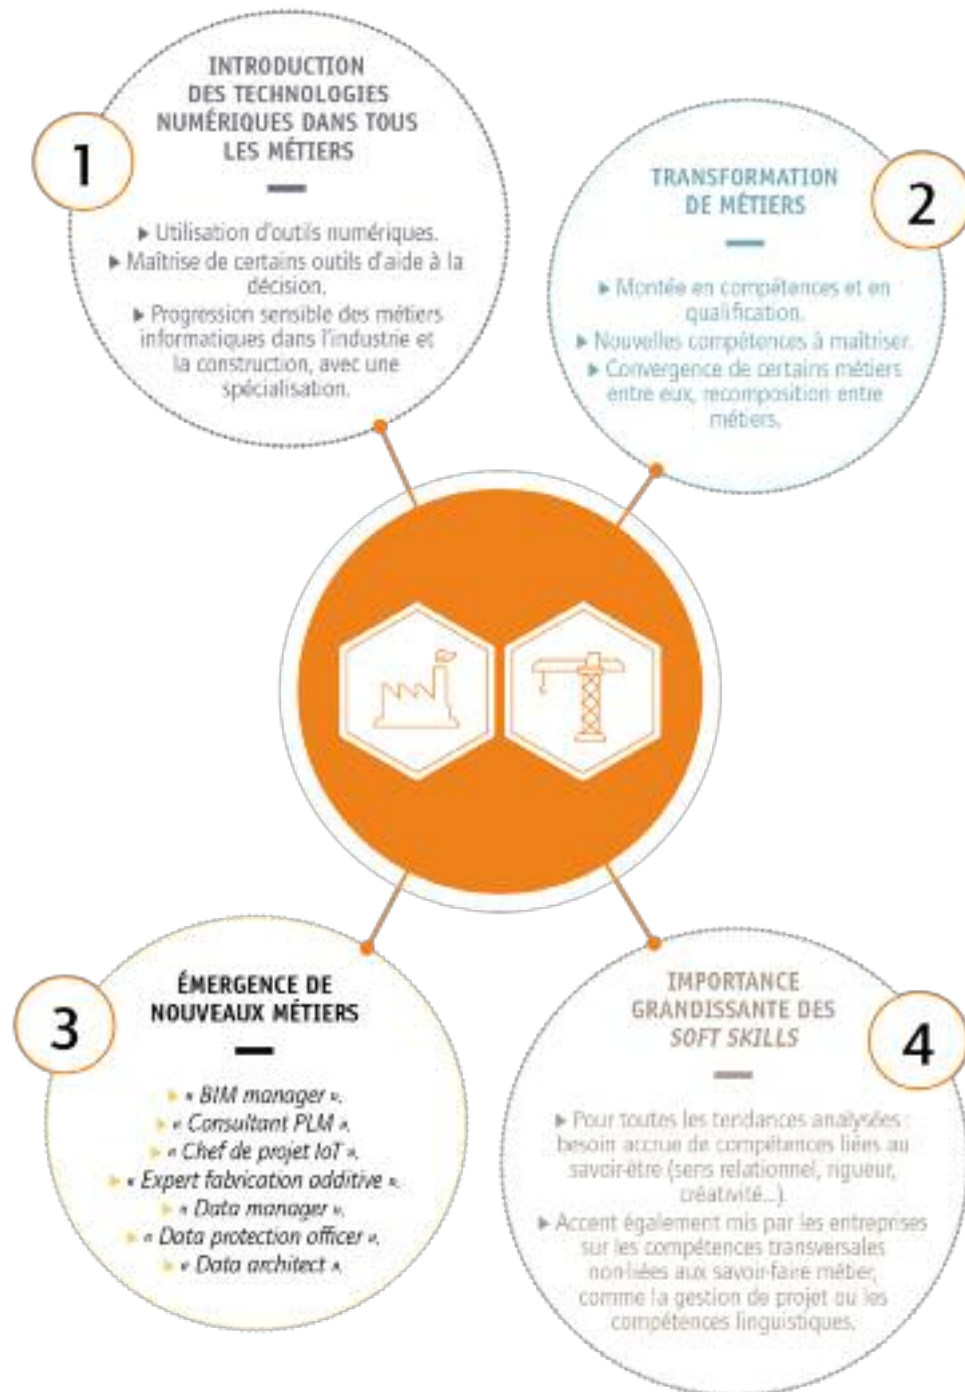 1
INTRODUCTION
DES TECHNOLOGIES
NUMÉRIQUES DANS TOUS
LES MÉTIERS
▶ Utilisation d'outils numériques.
▶ Maîtrise de certains outils d'aide à la
décision.
▶ Progression sensible des métiers
informatiques dans l'industrie et
la construction, avec une
spécialisation.
2
TRANSFORMATION
DE MÉTIERS
▶ Montée en compétences et en
qualification.
▶ Nouvelles compétences à maîtriser.
▶ Convergence de certains métiers
entre eux, recomposition entre
métiers.
3
ÉMERGENCE DE
NOUVEAUX MÉTIERS
▶ « BIM manager ».
▶ « Consultant PLM ».
▶ « Chef de projet IoT ».
▶ « Expert fabrication additive ».
▶ « Data manager ».
▶ « Data protection officer ».
▶ « Data architect ».
4
IMPORTANCE
GRANDISSANTE DES
SOFT SKILLS
▶ Pour toutes les tendances analysées :
besoin accrue de compétences liées au
savoir-être (sens relationnel, rigueur,
créativité...).
▶ Accent également mis par les entreprises
sur les compétences transversales
non-liées aux savoir-faire métier,
comme la gestion de projet ou les
compétences linguistiques.